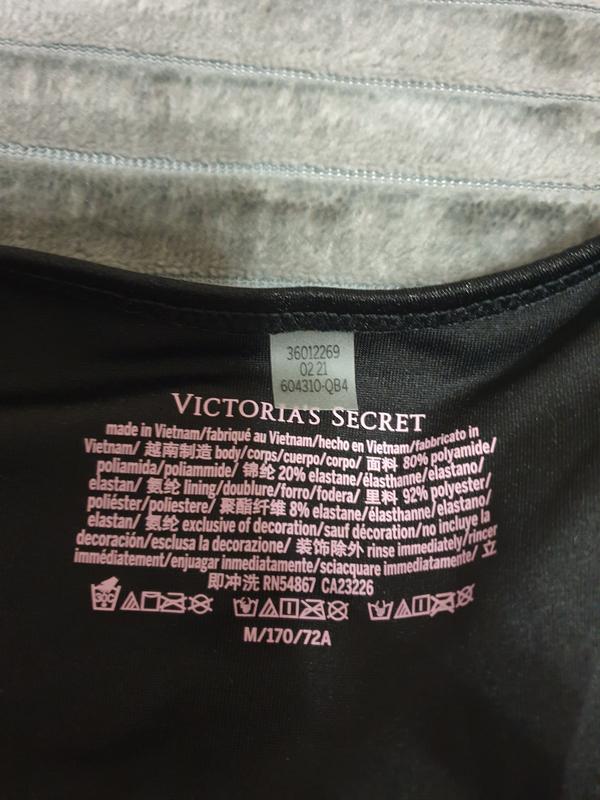 36012269
02 21
604310-QB4
VICTORIA'S SECRET
made in Vietnam/fabriqué au Vietnam/hecho en Vietnam/fabbricato in
Vietnam/ 越南制造 body/corps/cuerpo/corpo/ 面料 80% polyamide/
poliamida/poliammide/ 锦纶 20% elastane/élasthanne/elastano/
elastan/ 氨纶 lining/doublure/forro/fodera/ 里料 92% polyester/
poliéster/poliestere/ 聚酯纤维 8% elastane/élasthanne/elastano/
elastan/ 氨纶 exclusive of decoration/sauf décoration/no incluye la
decoración/esclusa la decorazione/ 装饰除外 rinse immediately/rincer
immédiatement/enjuagar inmediatamente/sciacquare immediatamente/ 立
即冲洗 RN54867 CA23226
30C
M/170/72A